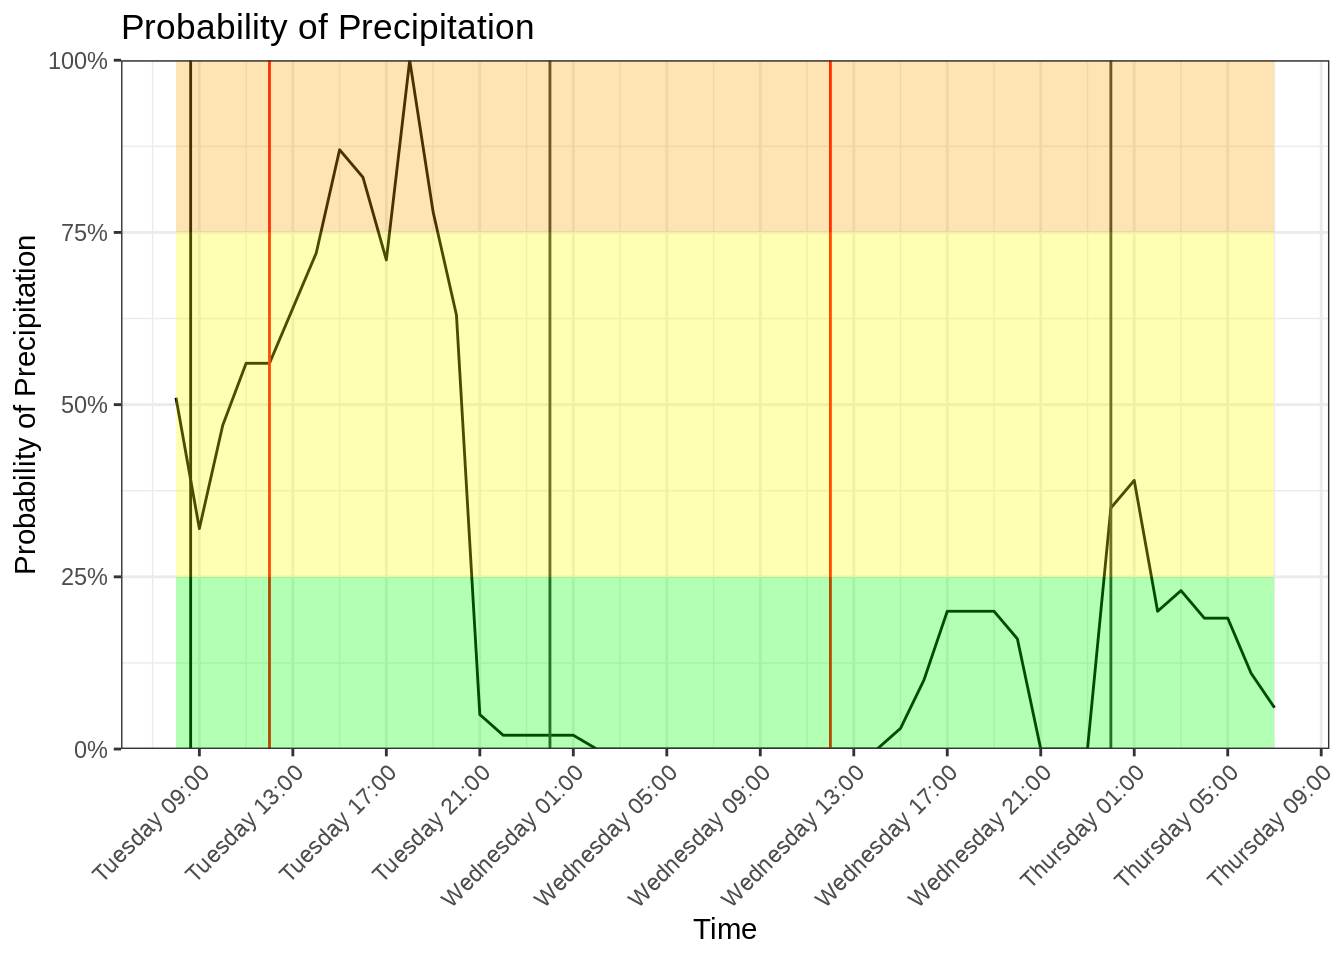 Probability of Precipitation
100%
75%
50%
25%
0%
Probability of Precipitation
Tuesday 09:00
Tuesday 13:00
Tuesday 17:00
Tuesday 21:00
Wednesday 01:00
Wednesday 05:00
Wednesday 09:00
Wednesday 13:00
Wednesday 17:00
Wednesday 21:00
Thursday 01:00
Thursday 05:00
Thursday 09:00
Time